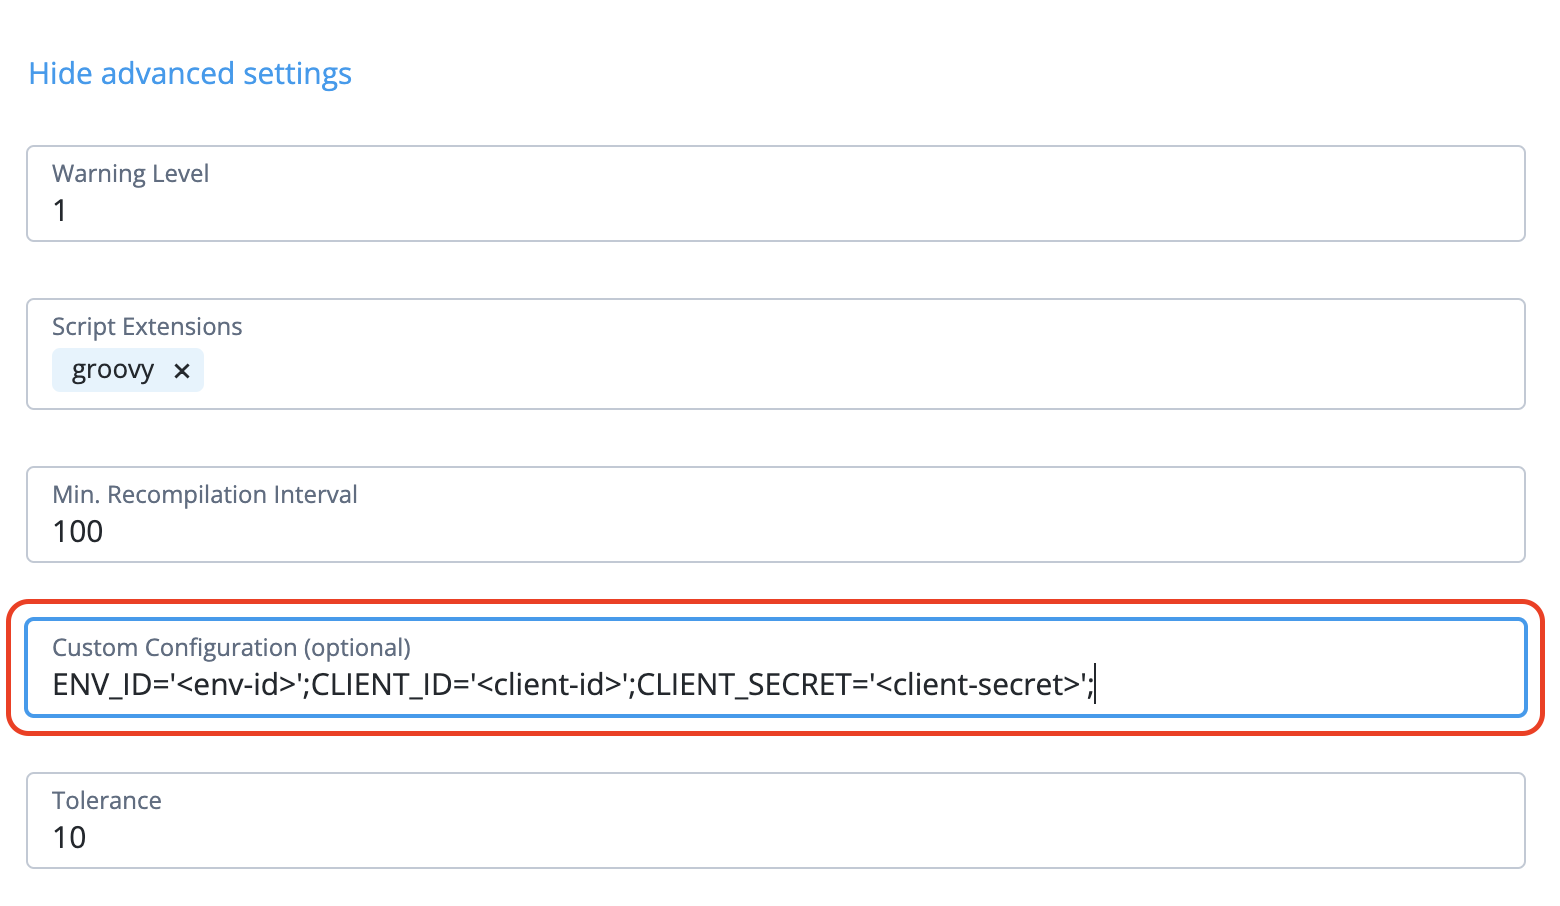 Hide advanced settings
Warning Level
1
Script Extensions
groovy ×
Min. Recompilation Interval
100
Custom Configuration (optional)
ENV_ID='<env-id>';CLIENT_ID='<client-id>';CLIENT_SECRET='<client-secret>';
Tolerance
10